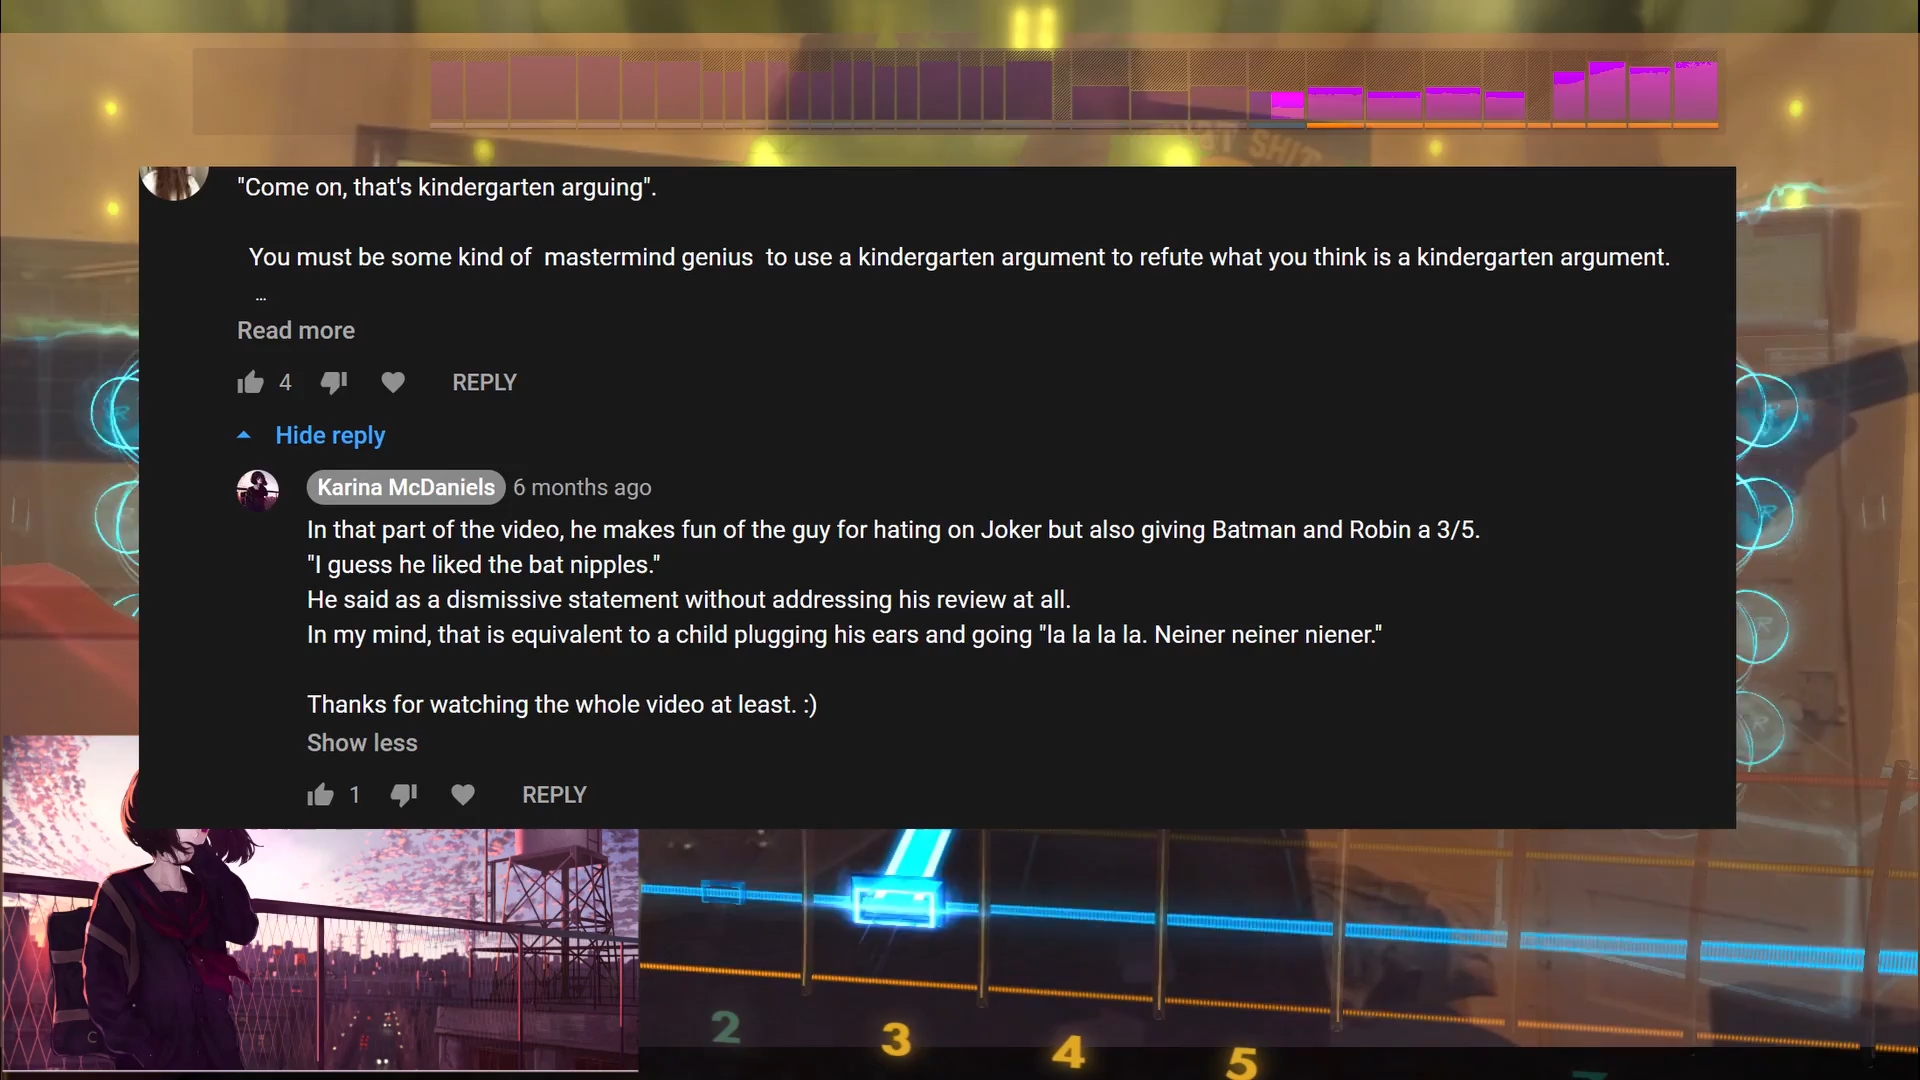 BAT SHIT
"Come on, that's kindergarten arguing".
You must be some kind of mastermind genius to use a kindergarten argument to refute what you think is a kindergarten argument.
...
Read more
4 REPLY
Hide reply
Karina McDaniels 6 months ago
In that part of the video, he makes fun of the guy for hating on Joker but also giving Batman and Robin a 3/5.
"I guess he liked the bat nipples."
He said as a dismissive statement without addressing his review at all.
In my mind, that is equivalent to a child plugging his ears and going "la la la la. Neiner neiner niener."
Thanks for watching the whole video at least. :)
Show less
1 REPLY
2 3 4 5